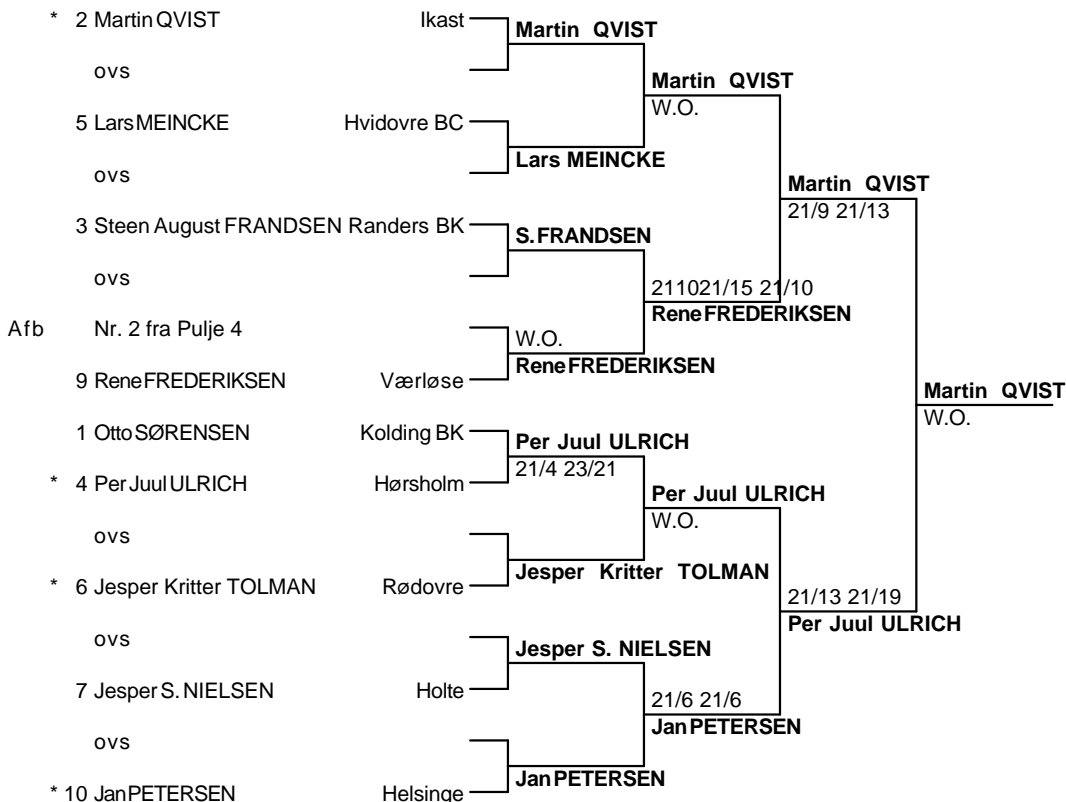 * 2 Martin QVIST Ikast
Martin QVIST
ovs
Martin QVIST
W.O.
5 Lars MEINCKE Hvidovre BC
Lars MEINCKE
ovs
Martin QVIST
21/9 21/13
3 Steen August FRANDSEN Randers BK
S. FRANDSEN
ovs
211021/15 21/10
Rene FREDERIKSEN
Afb Nr. 2 fra Pulje 4
W.O.
Rene FREDERIKSEN
9 Rene FREDERIKSEN Værløse
Martin QVIST
W.O.
1 Otto SØRENSEN Kolding BK
Per Juul ULRICH
21/4 23/21
* 4 Per Juul ULRICH Hørsholm
Per Juul ULRICH
W.O.
ovs
Jesper Kritter TOLMAN
* 6 Jesper Kritter TOLMAN Rødovre
21/13 21/19
Per Juul ULRICH
ovs
Jesper S. NIELSEN
7 Jesper S. NIELSEN Holte
21/6 21/6
Jan PETERSEN
ovs
Jan PETERSEN
* 10 Jan PETERSEN Helsinge